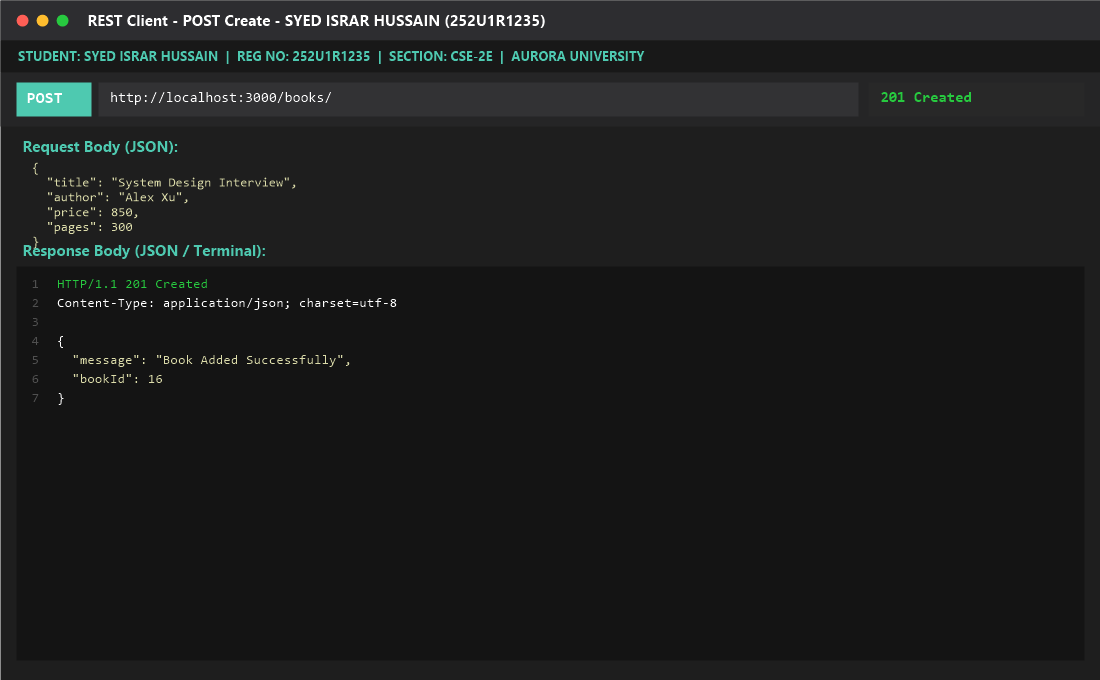 REST Client - POST Create - SYED ISRAR HUSSAIN (252U1R1235)
STUDENT: SYED ISRAR HUSSAIN | REG NO: 252U1R1235 | SECTION: CSE-2E | AURORA UNIVERSITY
POST http://localhost:3000/books/ 201 Created
Request Body (JSON):
{
  "title": "System Design Interview",
  "author": "Alex Xu",
  "price": 850,
  "pages": 300
}
Response Body (JSON / Terminal):
1 HTTP/1.1 201 Created
2 Content-Type: application/json; charset=utf-8
3
4 {
5   "message": "Book Added Successfully",
6   "bookId": 16
7 }